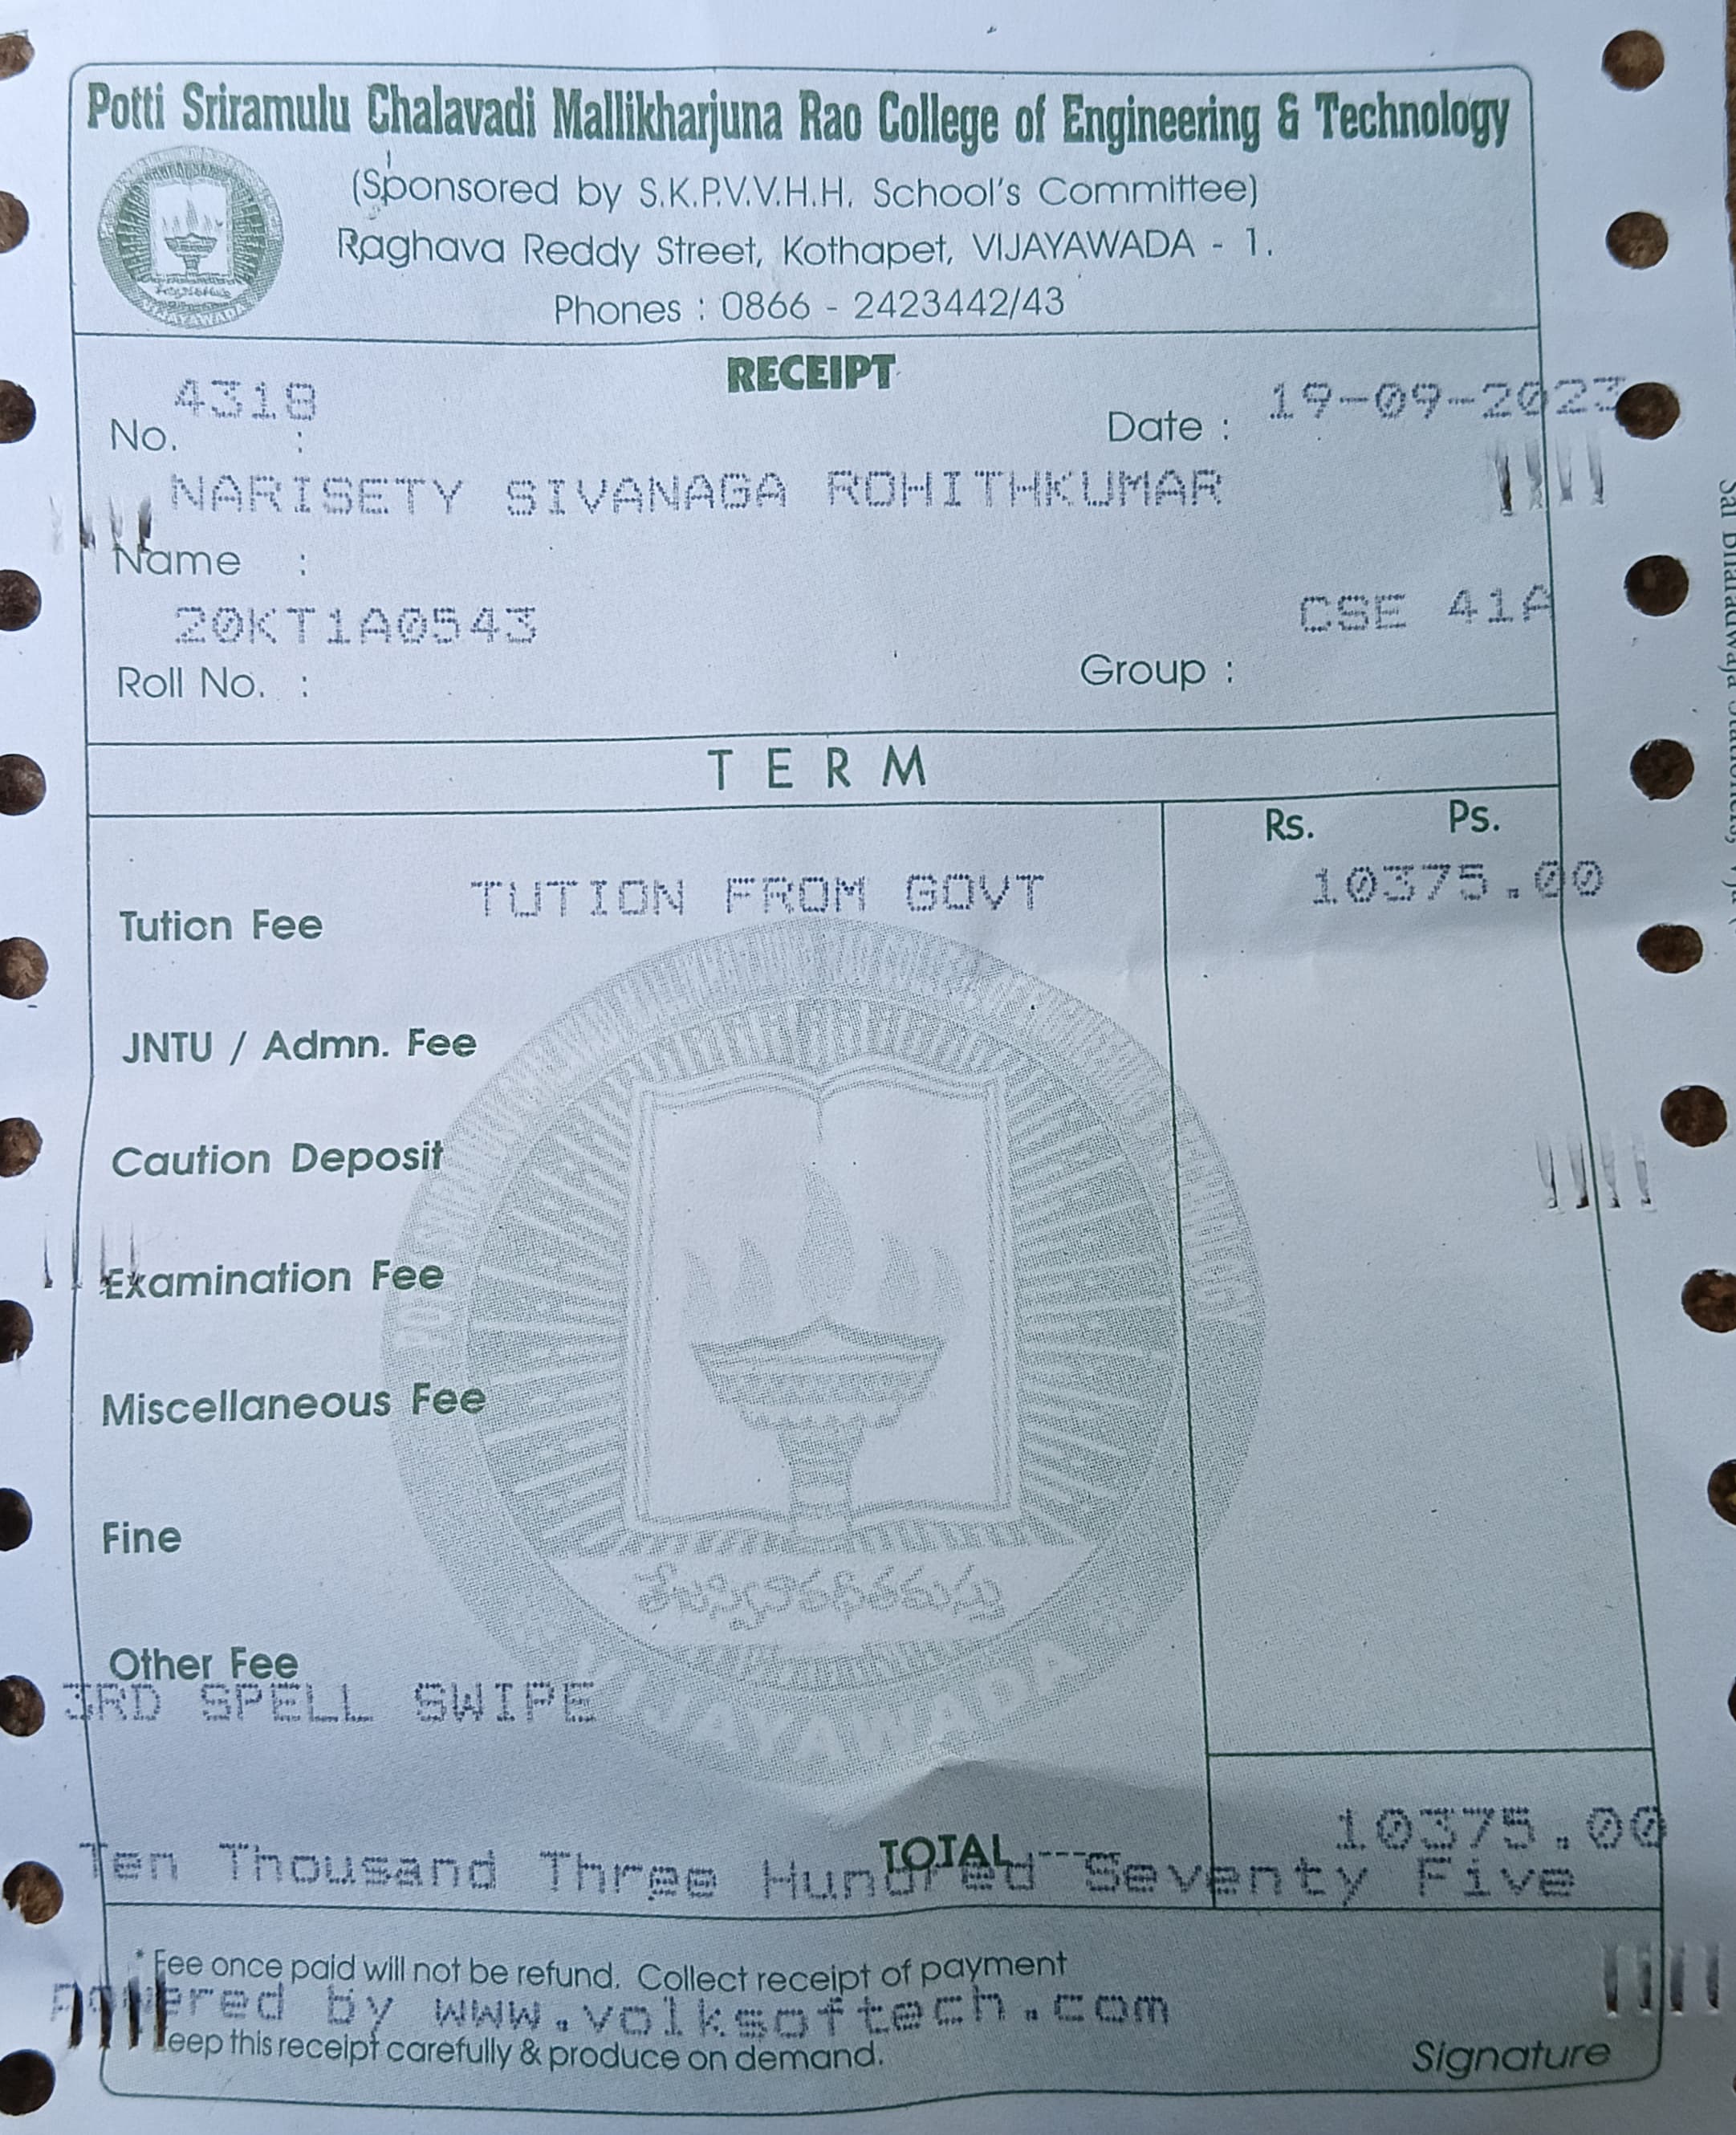 Potti Sriramulu Chalavadi Mallikharjuna Rao College of Engineering & Technology
(Sponsored by S.K.P.V.V.H.H. School's Committee)
Raghava Reddy Street, Kothapet, VIJAYAWADA - 1.
Phones : 0866 - 2423442/43
VIJAYAWADA
RECEIPT
No. : 4318
Date : 19-09-2023
NARISETY SIVANAGA ROHITHKUMAR
Name :
20KT1A0543 CSE 41A
Roll No. : Group :
TERM
Rs. Ps.
Tution Fee TUTION FROM GOVT 10375.00
JNTU / Admn. Fee
Caution Deposit
Examination Fee
Miscellaneous Fee
Fine
Other Fee
3RD SPELL SWIPE
VIJAYAWADA
TOTAL 10375.00
Ten Thousand Three Hundred Seventy Five
* Fee once paid will not be refund. Collect receipt of payment
Powered by www.volksoftech.com
Keep this receipt carefully & produce on demand.
Signature